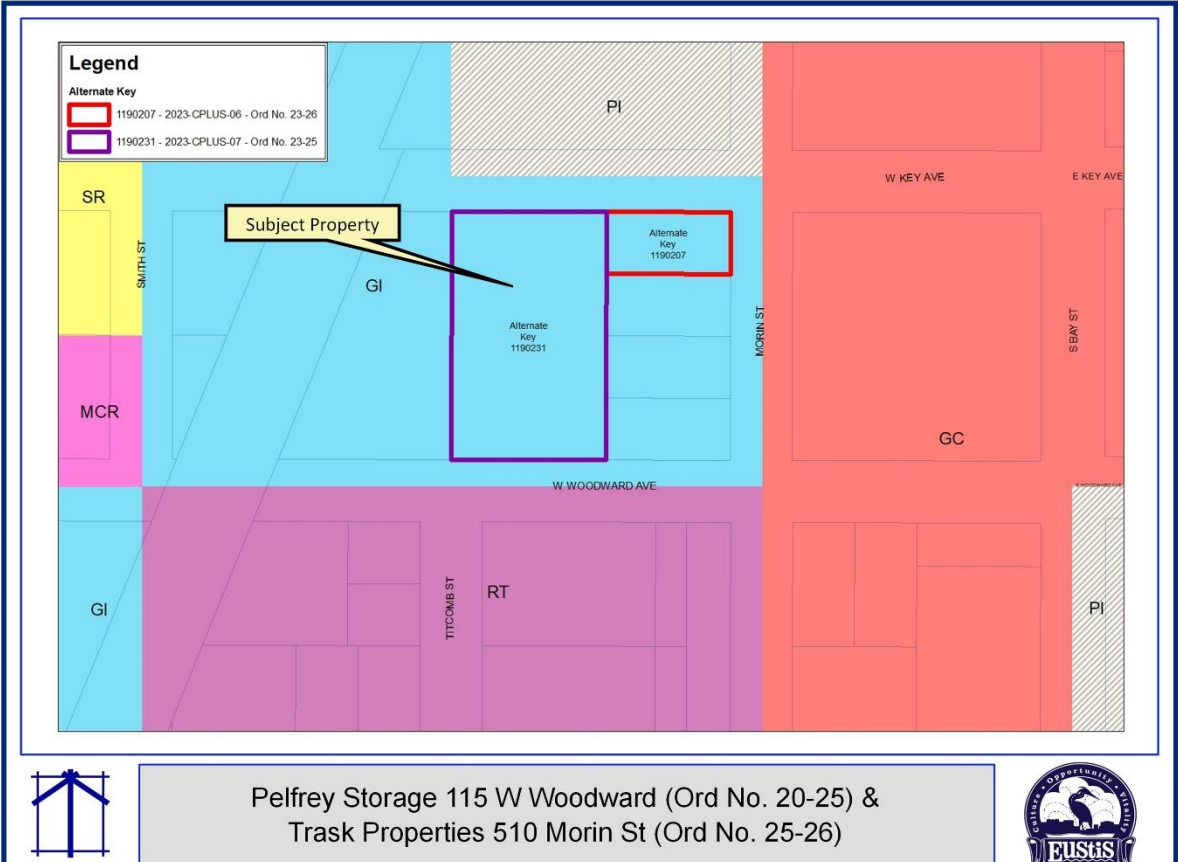 Legend
Alternate Key
1190207 - 2023-CPLUS-06 - Ord No. 23-26
1190231 - 2023-CPLUS-07 - Ord No. 23-25
PI
W KEY AVE
E KEY AVE
SR
SMITH ST
Subject Property
GI
Alternate
Key
1190207
Alternate
Key
1190231
MORIN ST
S BAY ST
MCR
GC
W WOODWARD AVE
E WOODWARD AVE
GI
TITCOMB ST
RT
PI
Pelfrey Storage 115 W Woodward (Ord No. 20-25) &
Trask Properties 510 Morin St (Ord No. 25-26)
Culture • Opportunity • Vitality
EUSTIS